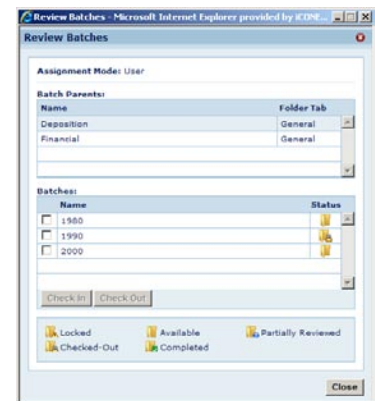 Review Batches - Microsoft Internet Explorer provided by iCONE...
Review Batches
Assignment Mode: User
Batch Parents:
Name Folder Tab
Deposition General
Financial General
Batches:
Name Status
1980
1990
2000
Check In Check Out
Locked Available Partially Reviewed
Checked-Out Completed
Close